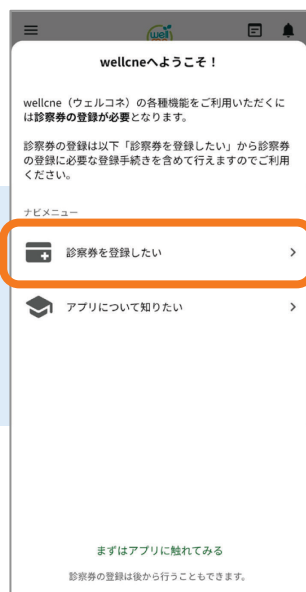 well
wellcneへようこそ！
wellcne（ウェルコネ）の各種機能をご利用いただくに
は診察券の登録が必要となります。
診察券の登録は以下「診察券を登録したい」から診察券
の登録に必要な登録手続きを含めて行えますのでご利用
ください。
ナビメニュー
診察券を登録したい
アプリについて知りたい
まずはアプリに触れてみる
診察券の登録は後から行うこともできます。